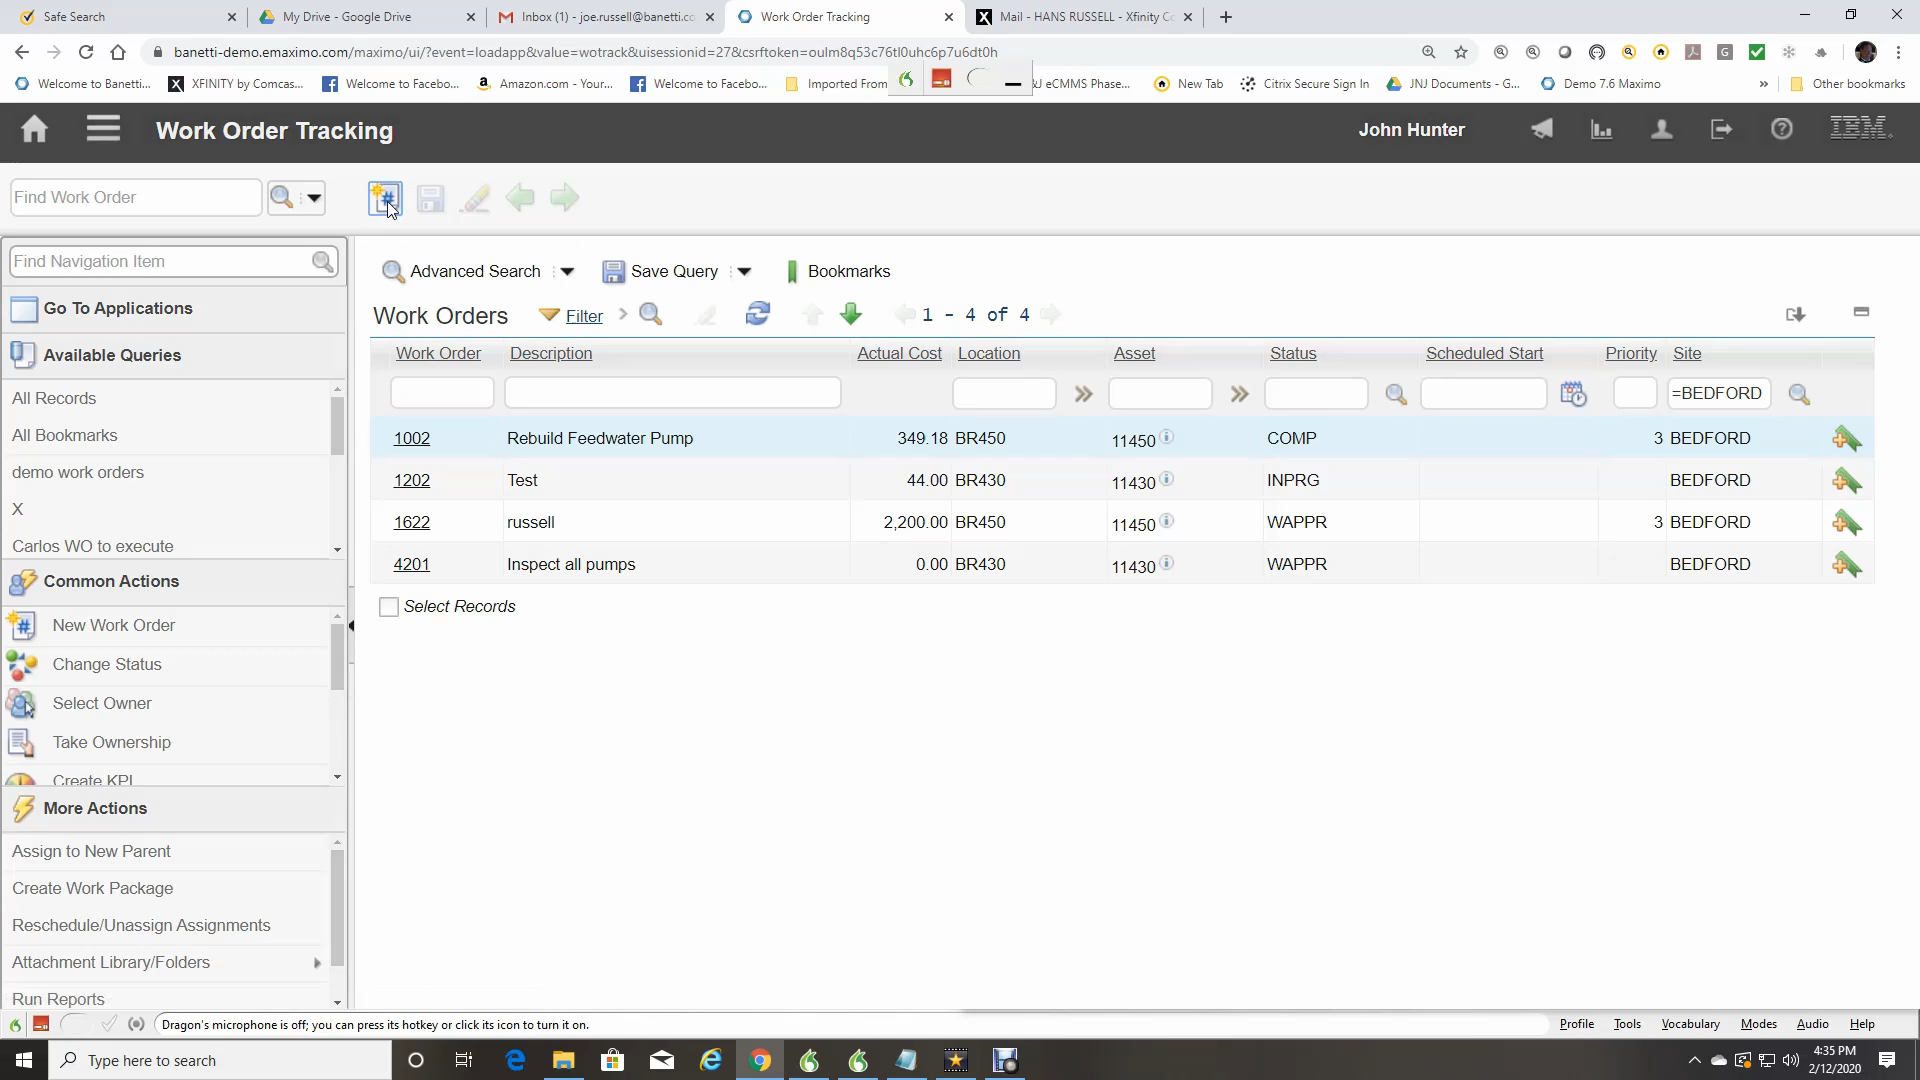 Safe Search
My Drive - Google Drive
Inbox (1) - joe.russell@banetti.co
Work Order Tracking
Mail - HANS RUSSELL - Xfinity Co
banetti-demo.emaximo.com/maximo/ui/?event=loadapp&value=wotrack&uisessionid=27&csrftoken=oulm8q53c76tl0uhc6p7u6dt0h
Welcome to Banetti...
XFINITY by Comcas...
Welcome to Facebo...
Amazon.com - Your...
Welcome to Facebo...
Imported From
&J eCMMS Phase...
New Tab
Citrix Secure Sign In
JNJ Documents - G...
Demo 7.6 Maximo
Other bookmarks
Work Order Tracking
John Hunter
IBM
Find Work Order
Find Navigation Item
Go To Applications
Available Queries
All Records
All Bookmarks
demo work orders
X
Carlos WO to execute
Common Actions
New Work Order
Change Status
Select Owner
Take Ownership
Create KPI
More Actions
Assign to New Parent
Create Work Package
Reschedule/Unassign Assignments
Attachment Library/Folders
Run Reports
Advanced Search
Save Query
Bookmarks
Work Orders
Filter
1 - 4 of 4
Work Order Description Actual Cost Location Asset Status Scheduled Start Priority Site
=BEDFORD
1002 Rebuild Feedwater Pump 349.18 BR450 11450 COMP 3 BEDFORD
1202 Test 44.00 BR430 11430 INPRG BEDFORD
1622 russell 2,200.00 BR450 11450 WAPPR 3 BEDFORD
4201 Inspect all pumps 0.00 BR430 11430 WAPPR BEDFORD
Select Records
Dragon's microphone is off; you can press its hotkey or click its icon to turn it on.
Profile Tools Vocabulary Modes Audio Help
Type here to search
4:35 PM
2/12/2020